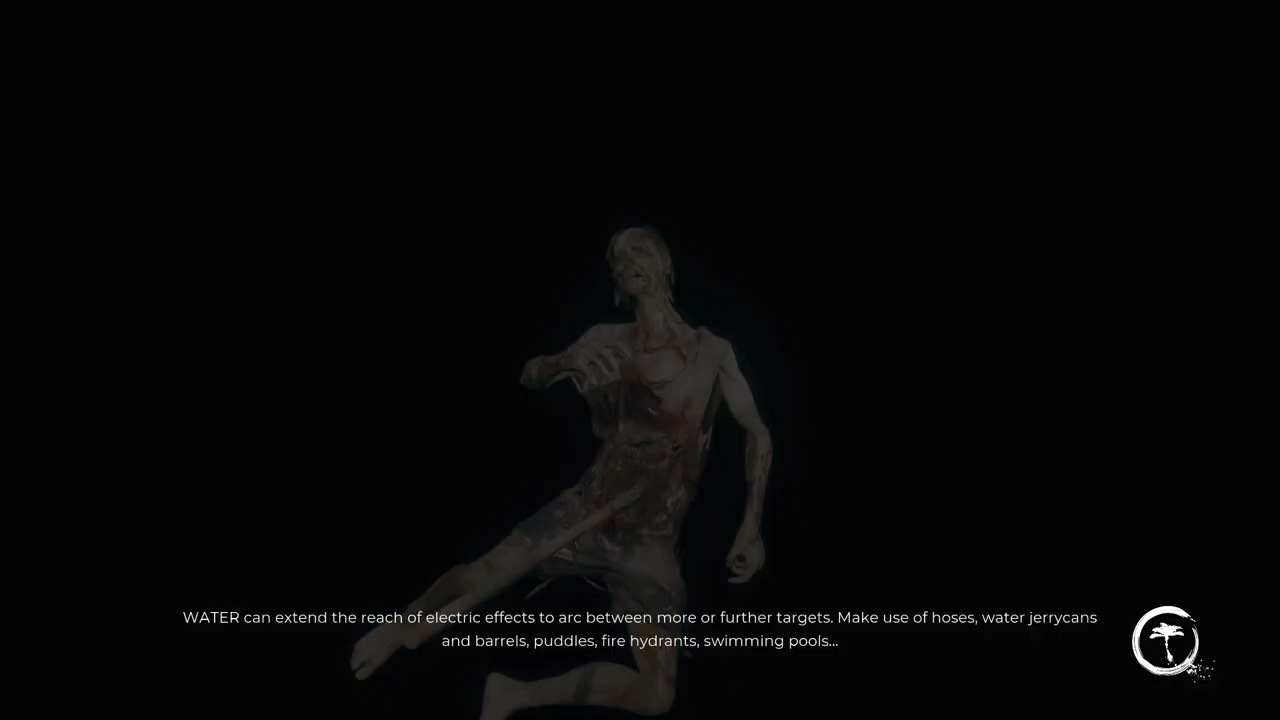 WATER can extend the reach of electric effects to arc between more or further targets. Make use of hoses, water jerrycans
and barrels, puddles, fire hydrants, swimming pools...